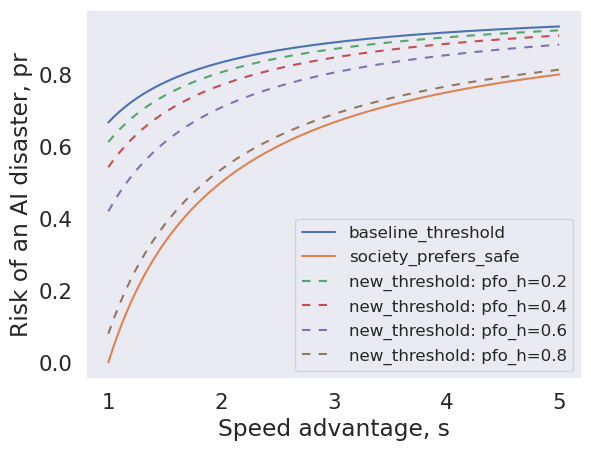 Risk of an AI disaster, pr
0.8
0.6
0.4
0.2
0.0
baseline_threshold
society_prefers_safe
new_threshold: pfo_h=0.2
new_threshold: pfo_h=0.4
new_threshold: pfo_h=0.6
new_threshold: pfo_h=0.8
1 2 3 4 5
Speed advantage, s